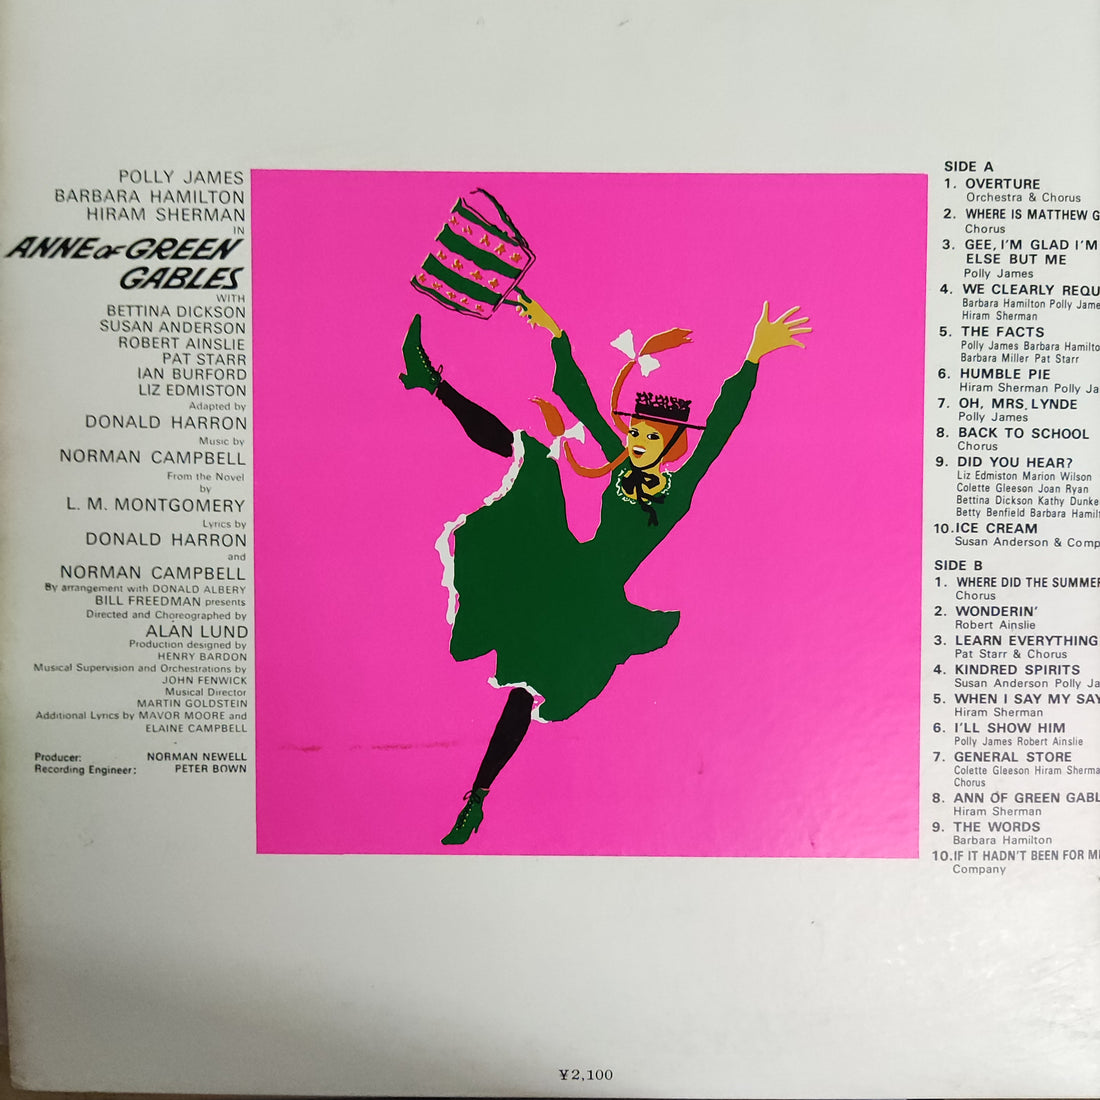 POLLY JAMES
BARBARA HAMILTON
HIRAM SHERMAN
IN
ANNE OF GREEN
GABLES
WITH
BETTINA DICKSON
SUSAN ANDERSON
ROBERT AINSLIE
PAT STARR
IAN BURFORD
LIZ EDMISTON
Adapted by
DONALD HARRON
Music by
NORMAN CAMPBELL
From the Novel
by
L. M. MONTGOMERY
Lyrics by
DONALD HARRON
and
NORMAN CAMPBELL
By arrangement with DONALD ALBERY
BILL FREEDMAN presents
Directed and Choreographed by
ALAN LUND
Production designed by
HENRY BARDON
Musical Supervision and Orchestrations by
JOHN FENWICK
Musical Director
MARTIN GOLDSTEIN
Additional Lyrics by MAVOR MOORE and
ELAINE CAMPBELL
Producer: NORMAN NEWELL
Recording Engineer: PETER BOWN
SIDE A
1. OVERTURE
Orchestra & Chorus
2. WHERE IS MATTHEW G
Chorus
3. GEE, I'M GLAD I'M
ELSE BUT ME
Polly James
4. WE CLEARLY REQU
Barbara Hamilton Polly Jame
Hiram Sherman
5. THE FACTS
Polly James Barbara Hamilto
Barbara Miller Pat Starr
6. HUMBLE PIE
Hiram Sherman Polly Ja
7. OH, MRS. LYNDE
Polly James
8. BACK TO SCHOOL
Chorus
9. DID YOU HEAR?
Liz Edmiston Marion Wilson
Colette Gleeson Joan Ryan
Bettina Dickson Kathy Dunke
Betty Benfield Barbara Hamilt
10. ICE CREAM
Susan Anderson & Comp
SIDE B
1. WHERE DID THE SUMMER
Chorus
2. WONDERIN'
Robert Ainslie
3. LEARN EVERYTHING
Pat Starr & Chorus
4. KINDRED SPIRITS
Susan Anderson Polly Ja
5. WHEN I SAY MY SAY
Hiram Sherman
6. I'LL SHOW HIM
Polly James Robert Ainslie
7. GENERAL STORE
Colette Gleeson Hiram Sherma
Chorus
8. ANN OF GREEN GABL
Hiram Sherman
9. THE WORDS
Barbara Hamilton
10. IF IT HADN'T BEEN FOR M
Company
¥2,100